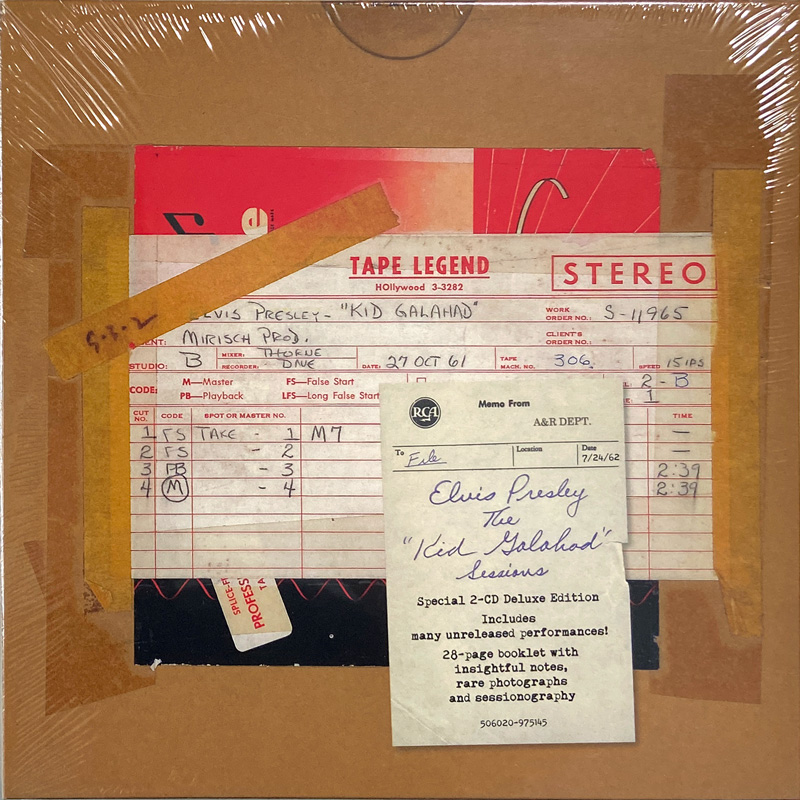 TAPE LEGEND
HOllywood 3-3282
STEREO
ELVIS PRESLEY - "KID GALAHAD"
WORK ORDER NO.: S-11965
MIRISCH PROD.
CLIENT'S ORDER NO.:
9.3.2
STUDIO: B
MIXER: THORNE
RECORDER: DAVE
DATE: 27 OCT 61
TAPE MACH. NO. 306
SPEED 15 IPS
CODE:
M—Master
FS—False Start
PB—Playback
LFS—Long False Start
2 - B
1
CUT NO.
CODE
SPOT OR MASTER NO.
TIME
1 FS TAKE - 1 M7 —
2 FS - 2 —
3 PB - 3 2:39
4 M - 4 2:39
RCA
Memo From
A&R DEPT.
To File
Location
Date 7/24/62
Elvis Presley
The
"Kid Galahad"
Sessions
Special 2-CD Deluxe Edition
Includes
many unreleased performances!
28-page booklet with
insightful notes,
rare photographs
and sessionography
506020-975145
SPLICE-F
PROFESS
TA